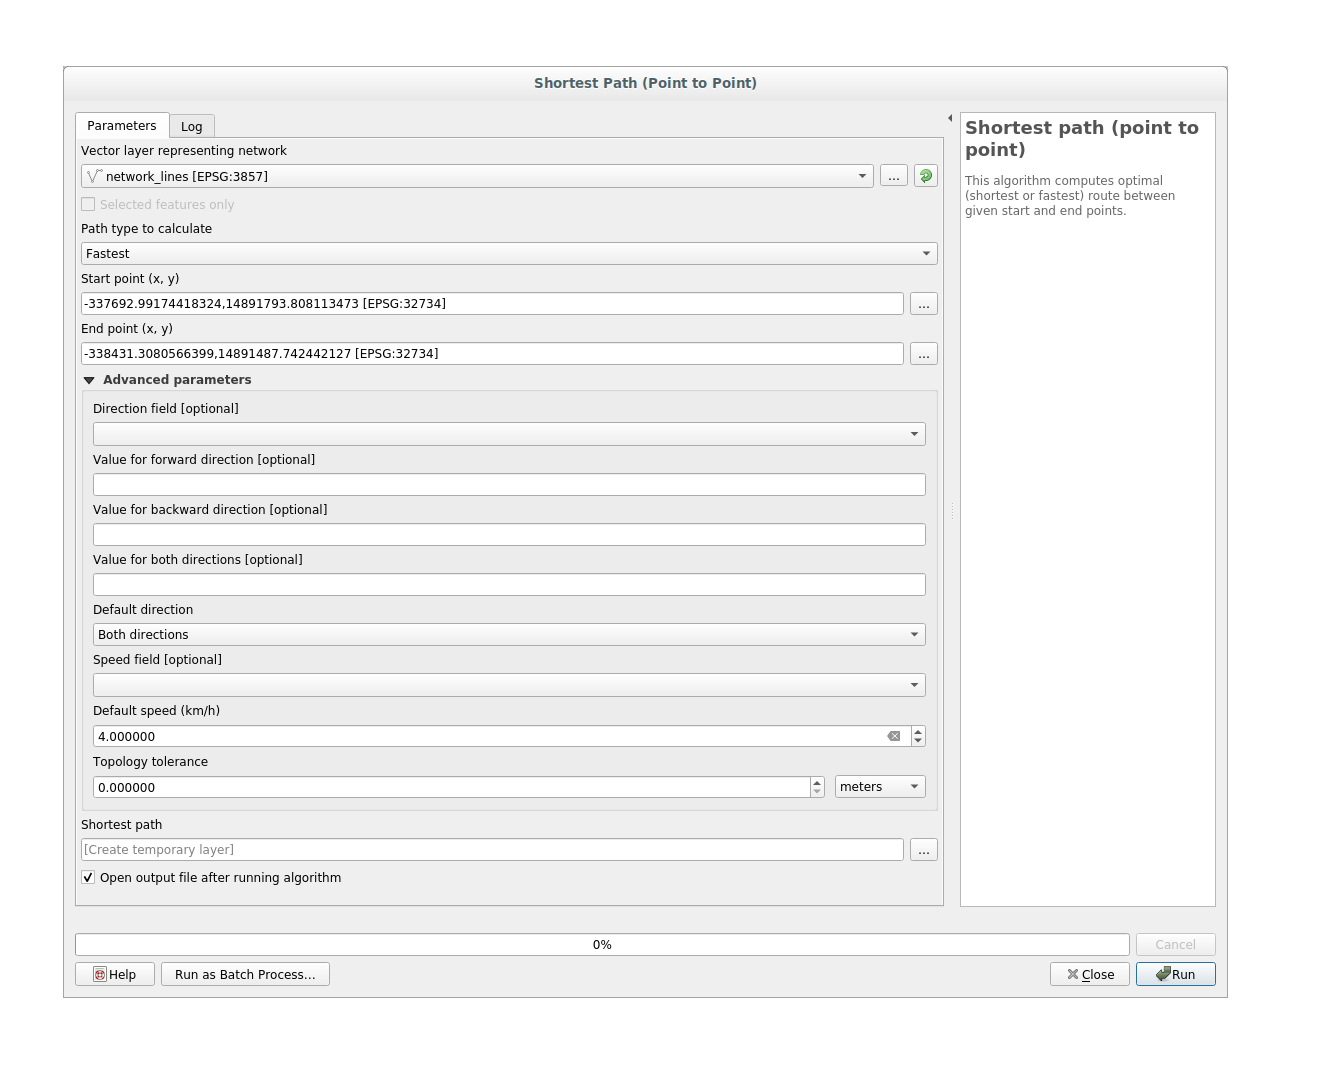 Shortest Path (Point to Point)
Parameters
Log
Vector layer representing network
network_lines [EPSG:3857]
...
Selected features only
Path type to calculate
Fastest
Start point (x, y)
-337692.99174418324,14891793.808113473 [EPSG:32734]
...
End point (x, y)
-338431.3080566399,14891487.742442127 [EPSG:32734]
...
Advanced parameters
Direction field [optional]
Value for forward direction [optional]
Value for backward direction [optional]
Value for both directions [optional]
Default direction
Both directions
Speed field [optional]
Default speed (km/h)
4.000000
Topology tolerance
0.000000
meters
Shortest path
[Create temporary layer]
...
Open output file after running algorithm
Shortest path (point to
point)
This algorithm computes optimal
(shortest or fastest) route between
given start and end points.
0%
Cancel
Help
Run as Batch Process...
Close
Run